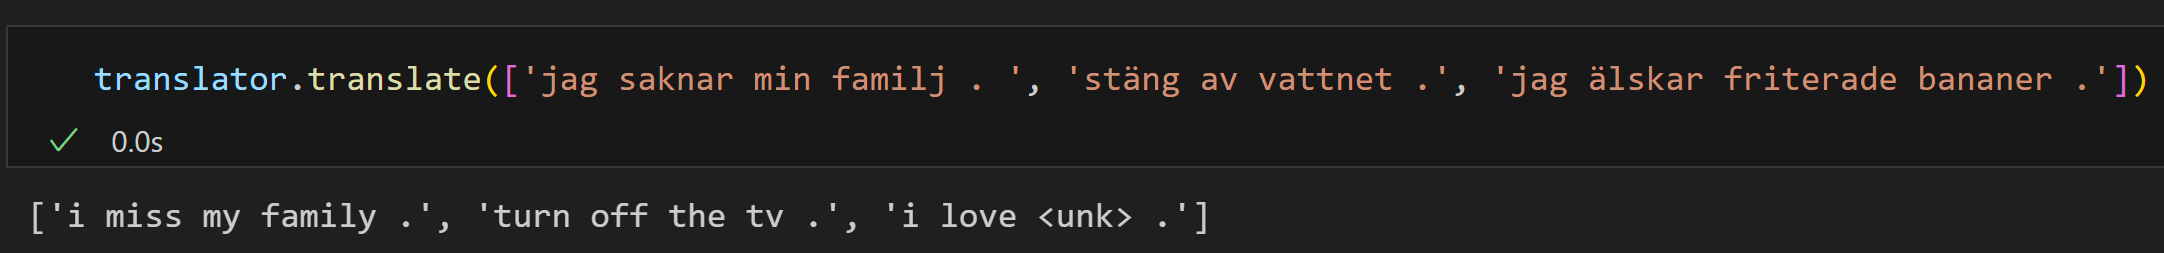 translator.translate(['jag saknar min familj . ', 'stäng av vattnet .', 'jag älskar friterade bananer .'])
0.0s
['i miss my family .', 'turn off the tv .', 'i love <unk> .']